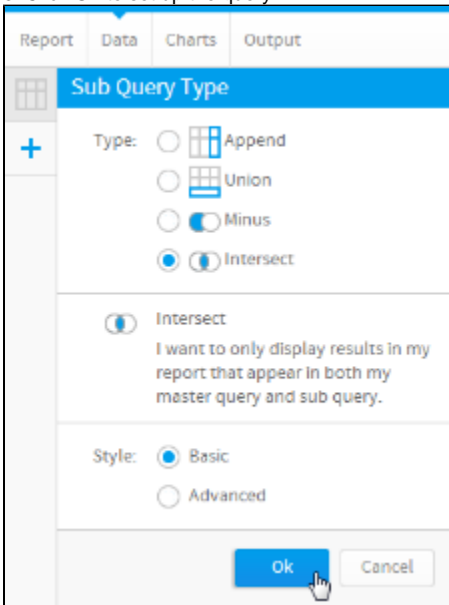 Report Data Charts Output
Sub Query Type
Type: Append
Union
Minus
Intersect
Intersect
I want to only display results in my
report that appear in both my
master query and sub query.
Style: Basic
Advanced
Ok Cancel